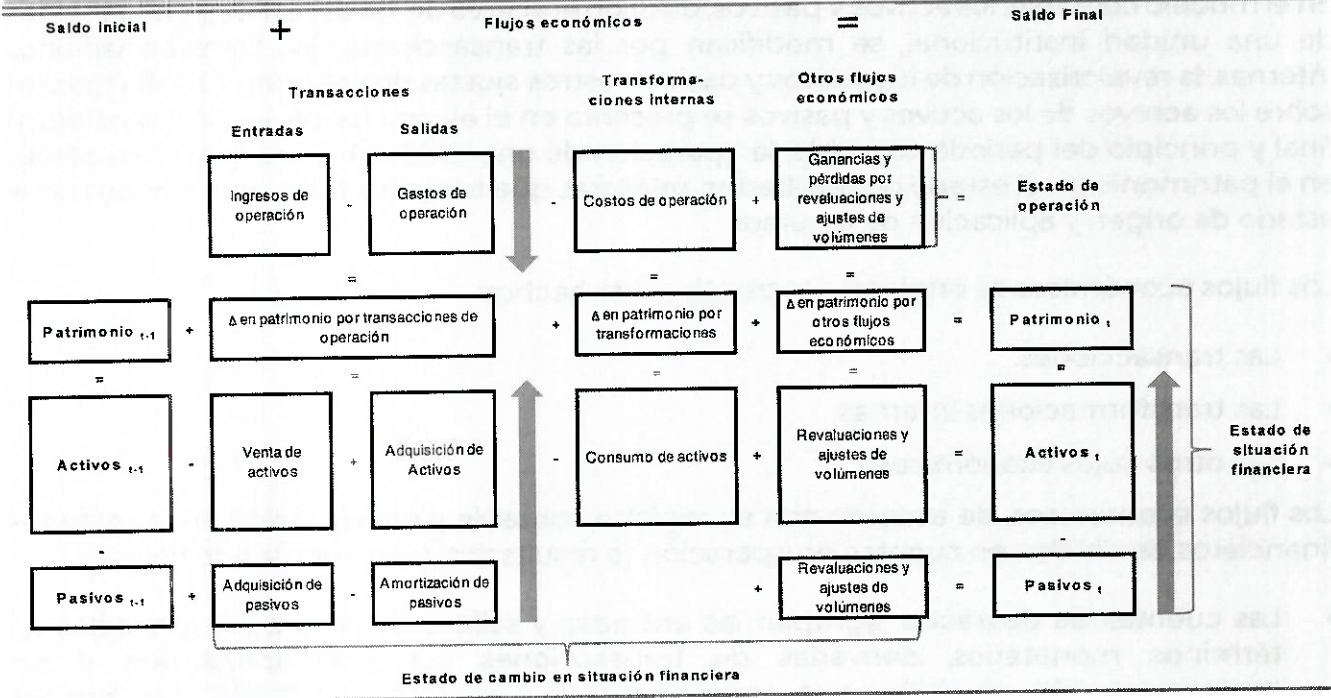 Saldo Inicial + Flujos económicos = Saldo Final
Transacciones
Transforma-
ciones Internas
Otros flujos
económicos
Entradas
Salidas
Ingresos de
operación
-
Gastos de
operación
-
Costos de operación
+
Ganancias y
pérdidas por
revaluaciones y
ajustes de
volúmenes
=
Estado de
operación
= = =
Patrimonio t-1
+
Δ en patrimonio por transacciones de
operación
+
Δ en patrimonio por
transformaciones
+
Δ en patrimonio por
otros flujos
económicos
=
Patrimonio t
= = = = =
Activos t-1
-
Venta de
activos
+
Adquisición de
Activos
-
Consumo de activos
+
Revaluaciones y
ajustes de
volúmenes
=
Activos t
Estado de
situación
financiera
- -
Pasivos t-1
+
Adquisición de
pasivos
-
Amortización de
pasivos
+
Revaluaciones y
ajustes de
volúmenes
=
Pasivos t
Estado de cambio en situación financiera